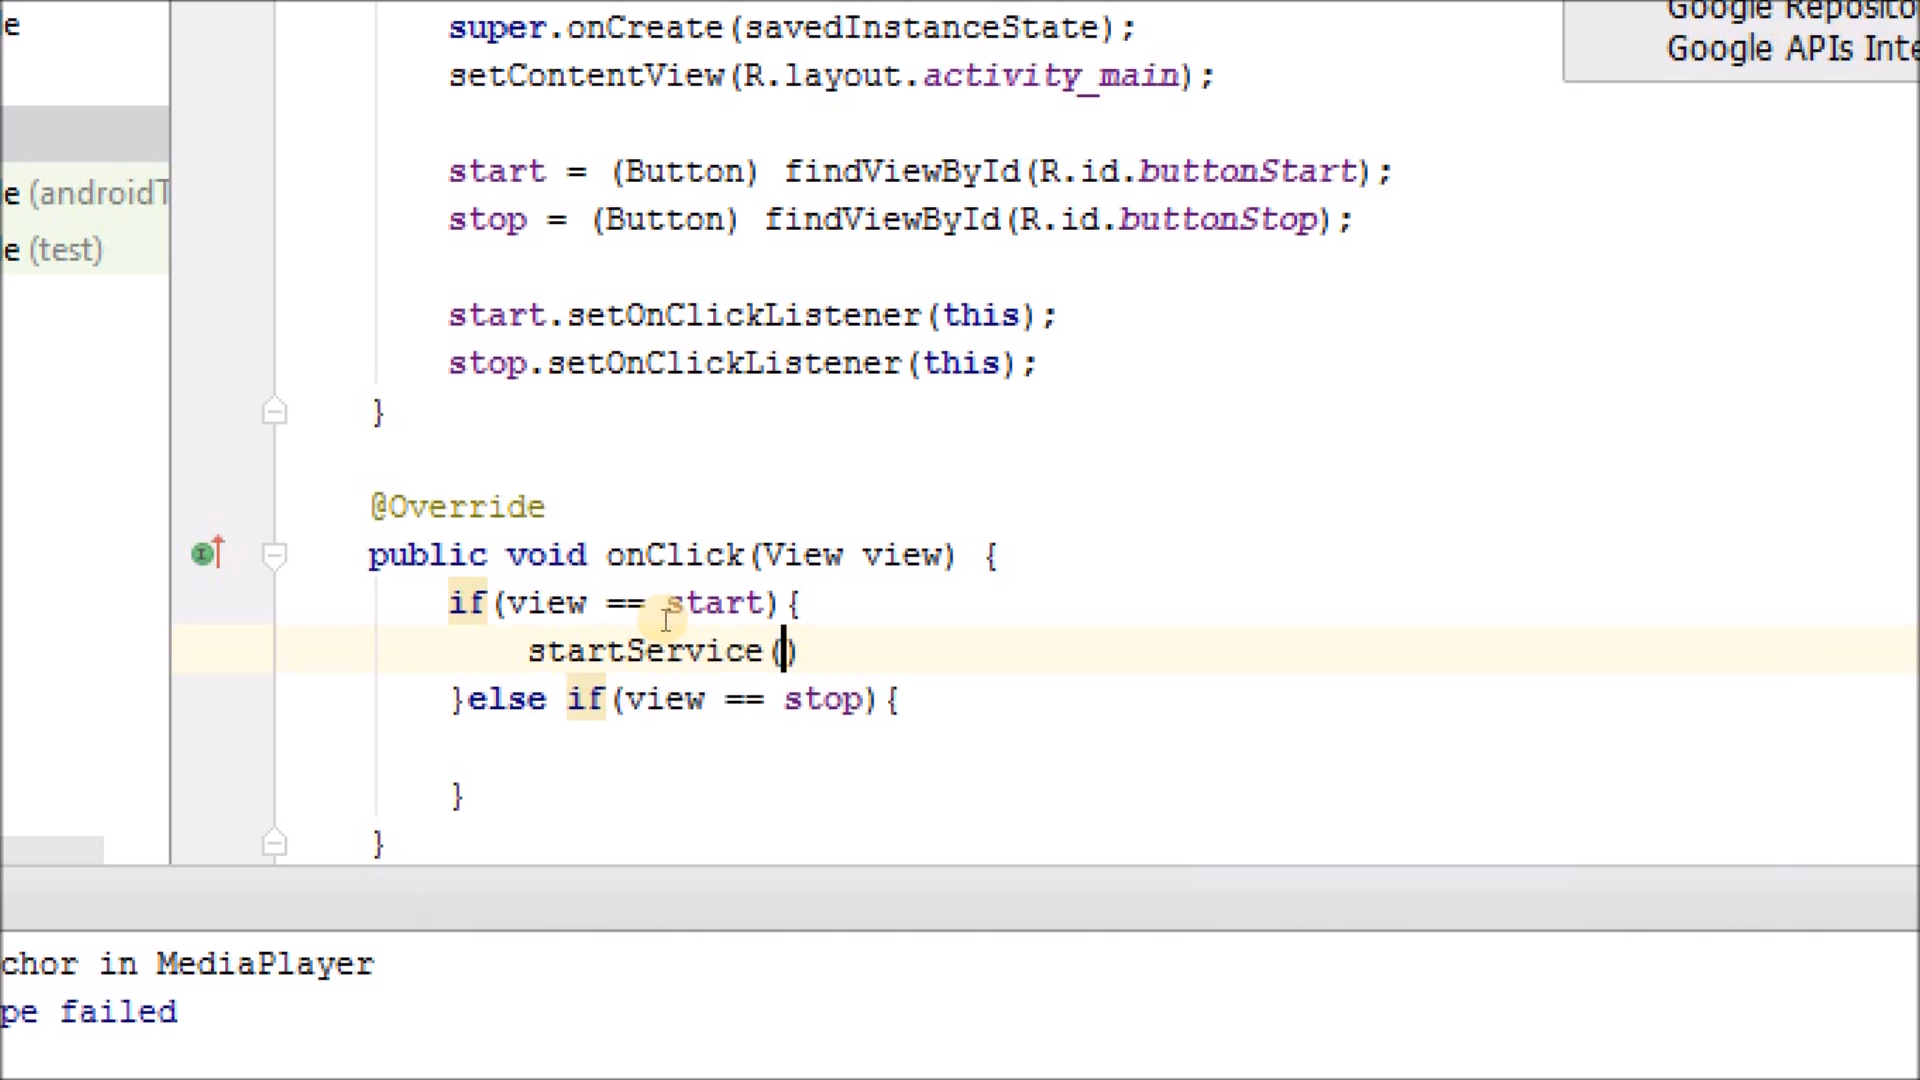 e
super.onCreate(savedInstanceState);
Google Reposito
setContentView(R.layout.activity_main);
Google APIs Inte
start = (Button) findViewById(R.id.buttonStart);
e (androidT
stop = (Button) findViewById(R.id.buttonStop);
e (test)
start.setOnClickListener(this);
stop.setOnClickListener(this);
}
@Override
public void onClick(View view) {
if(view == start){
startService()
}else if(view == stop){
}
}
chor in MediaPlayer
pe failed